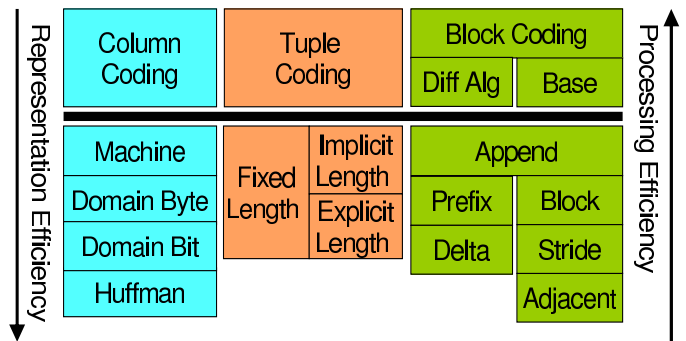 Representation Efficiency
Column
Coding
Tuple
Coding
Block Coding
Diff Alg
Base
Machine
Domain Byte
Domain Bit
Huffman
Fixed
Length
Implicit
Length
Explicit
Length
Append
Prefix
Delta
Block
Stride
Adjacent
Processing Efficiency